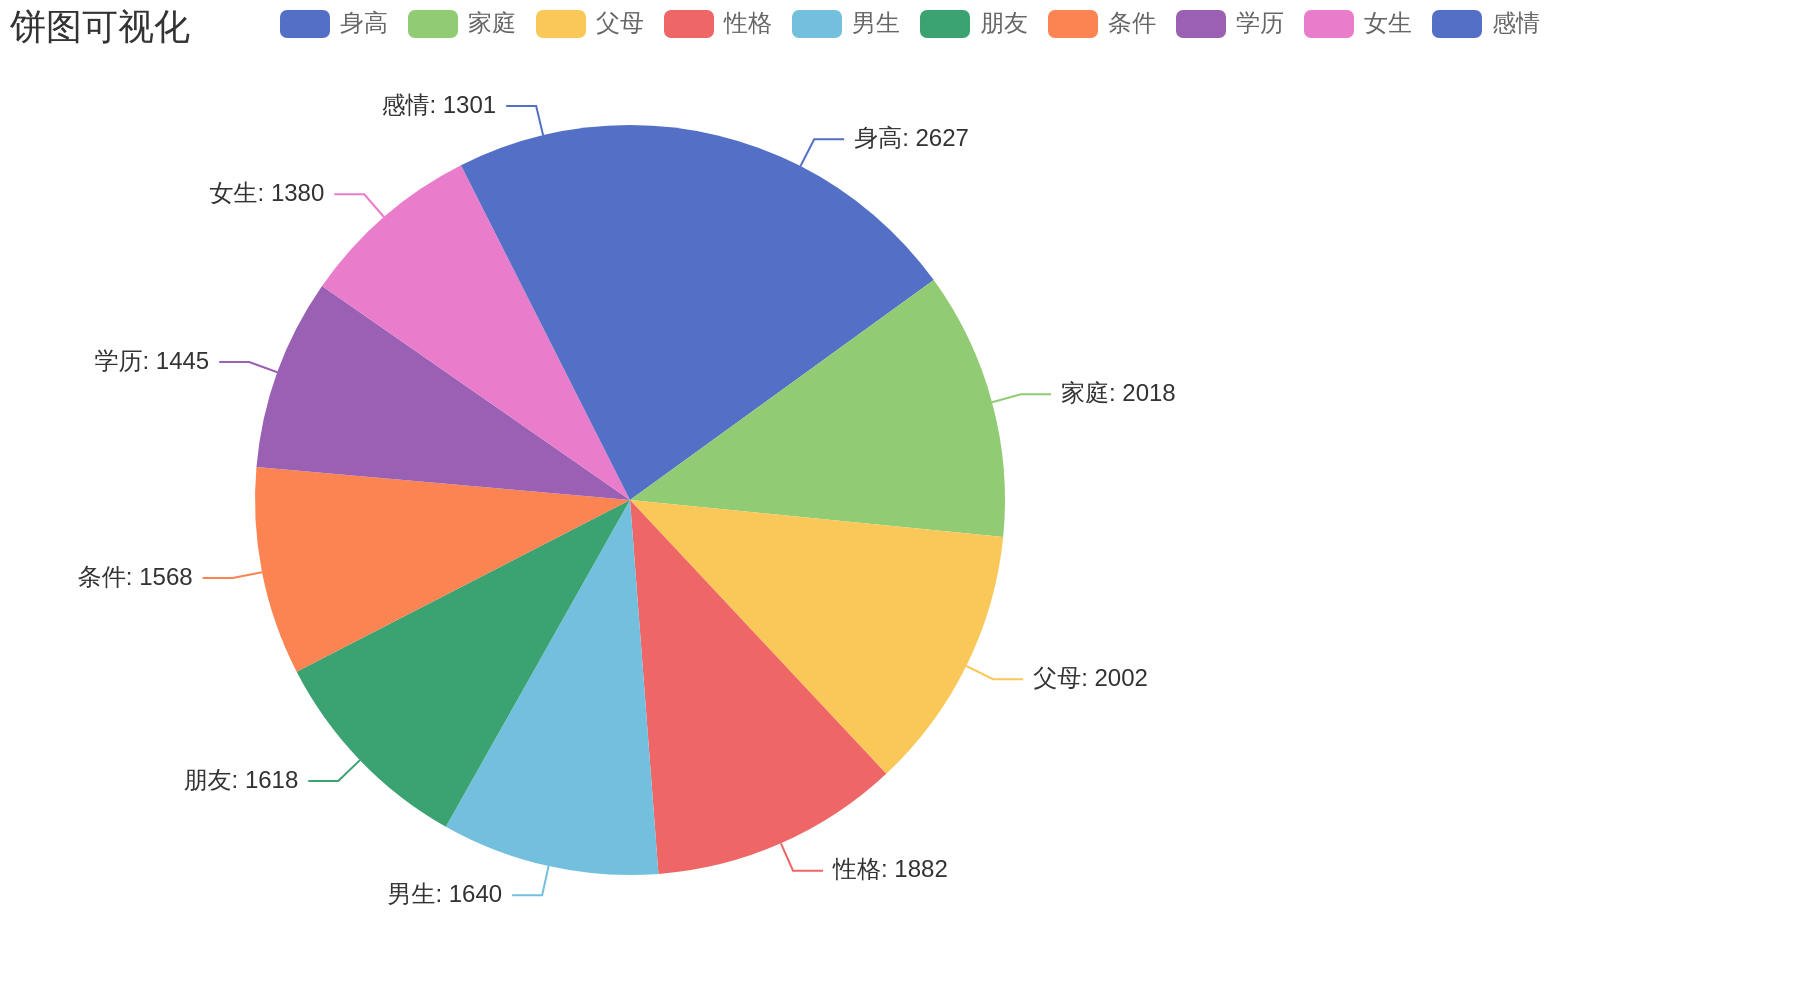 饼图可视化
身高 家庭 父母 性格 男生 朋友 条件 学历 女生 感情
感情: 1301
身高: 2627
女生: 1380
学历: 1445
家庭: 2018
条件: 1568
父母: 2002
朋友: 1618
性格: 1882
男生: 1640